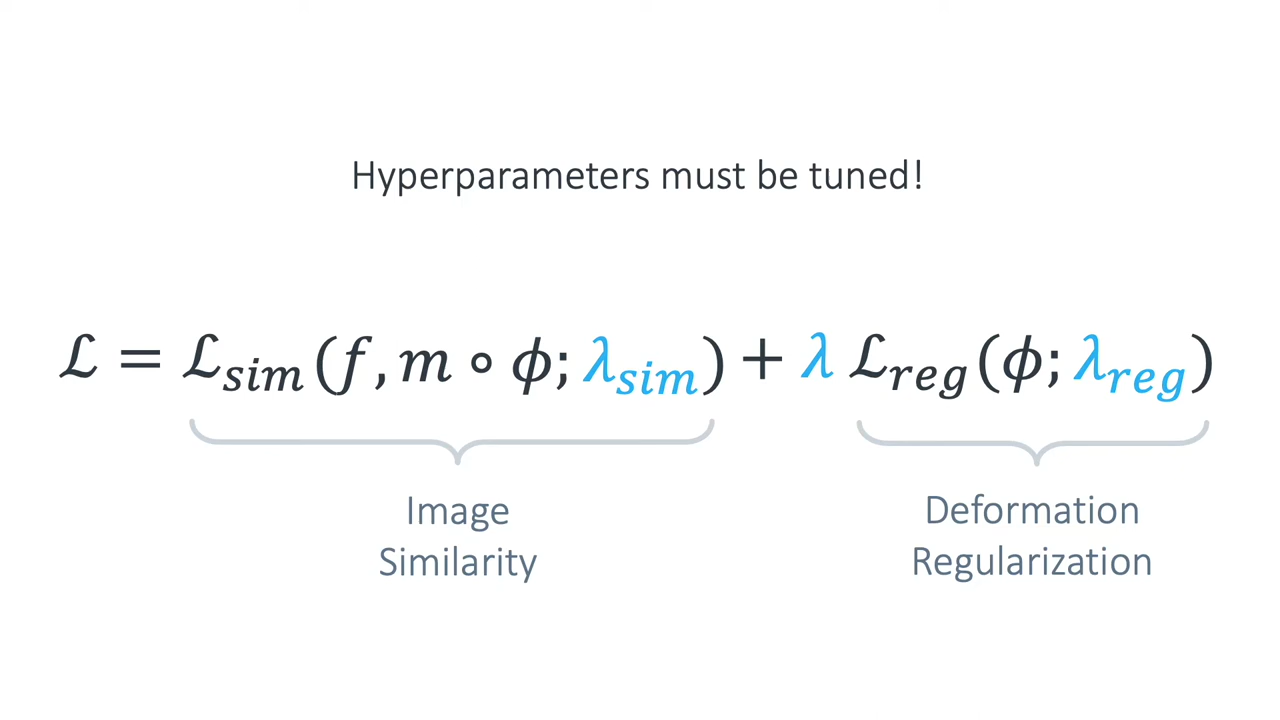 Hyperparameters must be tuned!
ℒ = ℒ_sim(f, m ∘ ϕ; λ_sim) + λ ℒ_reg(ϕ; λ_reg)
Image
Similarity
Deformation
Regularization